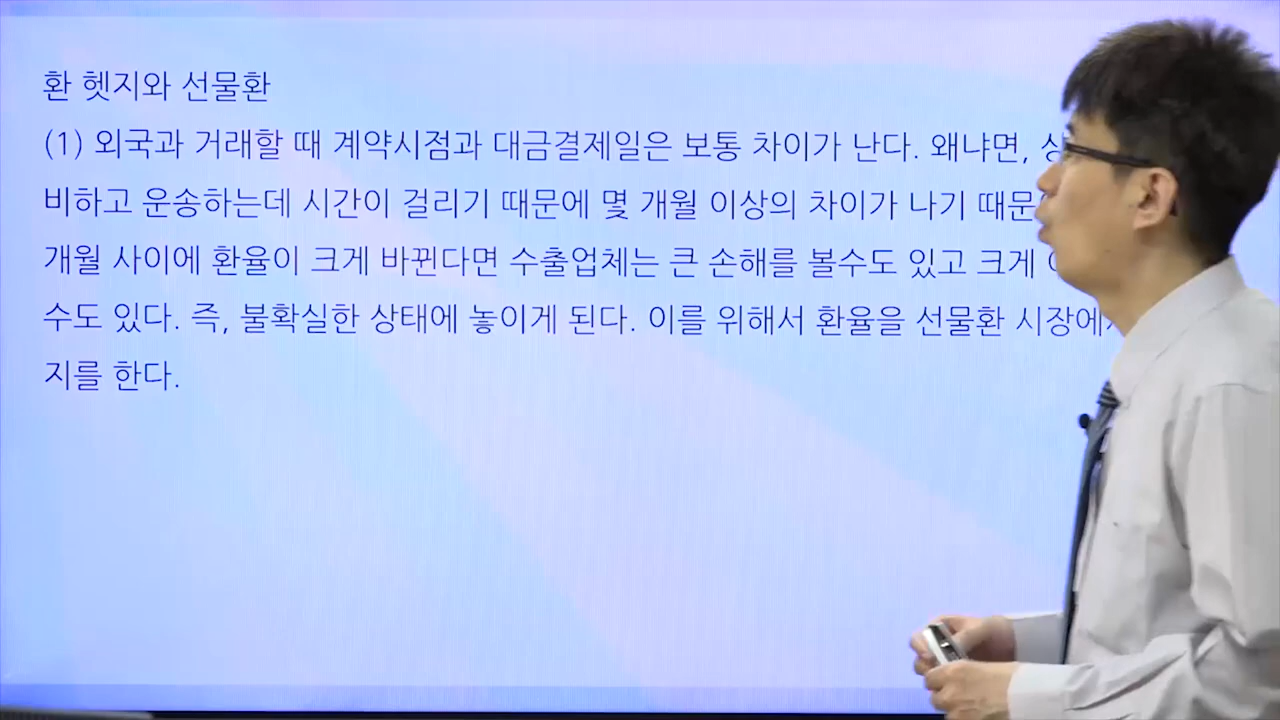 환 헷지와 선물환
(1) 외국과 거래할 때 계약시점과 대금결제일은 보통 차이가 난다. 왜냐면,
비하고 운송하는데 시간이 걸리기 때문에 몇 개월 이상의 차이가 나기
개월 사이에 환율이 크게 바뀐다면 수출업체는 큰 손해를 볼수도 있고 크게
수도 있다. 즉, 불확실한 상태에 놓이게 된다. 이를 위해서 환율을 선물환
지를 한다.